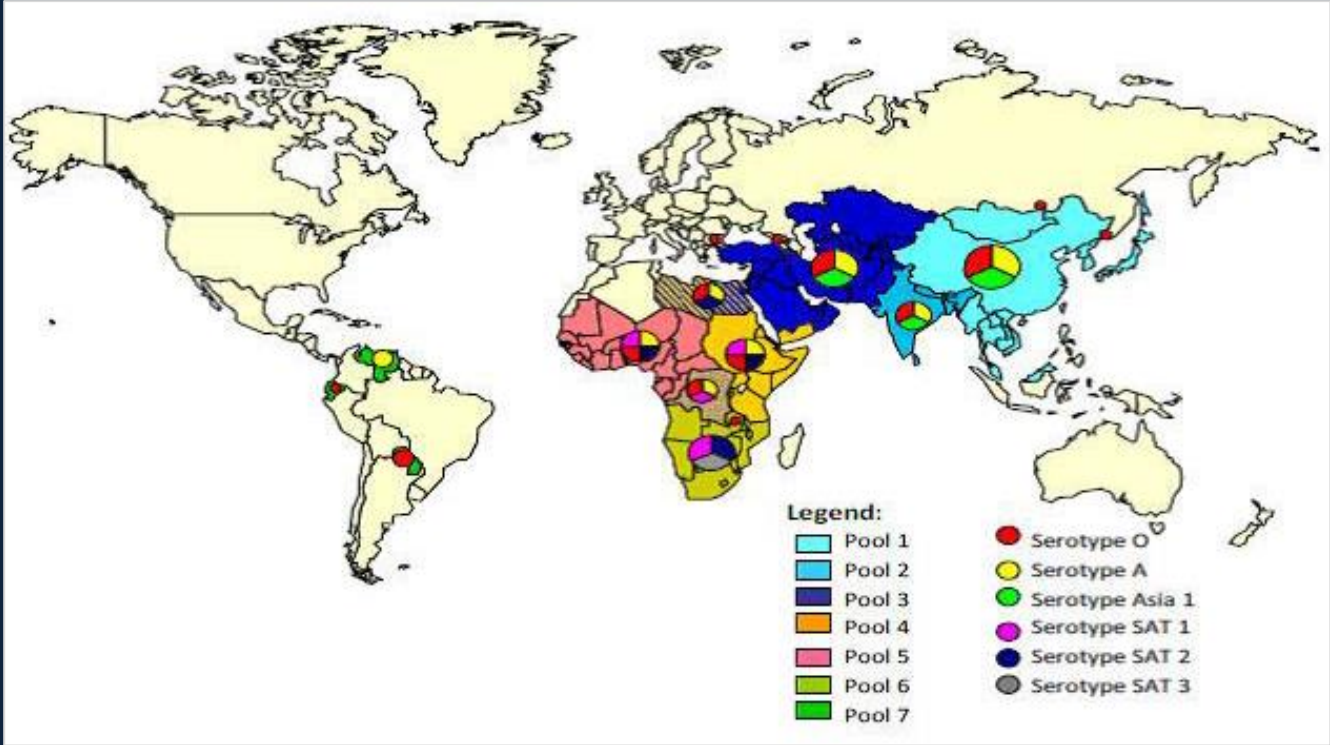 Legend:
Pool 1
Pool 2
Pool 3
Pool 4
Pool 5
Pool 6
Pool 7
Serotype O
Serotype A
Serotype Asia 1
Serotype SAT 1
Serotype SAT 2
Serotype SAT 3